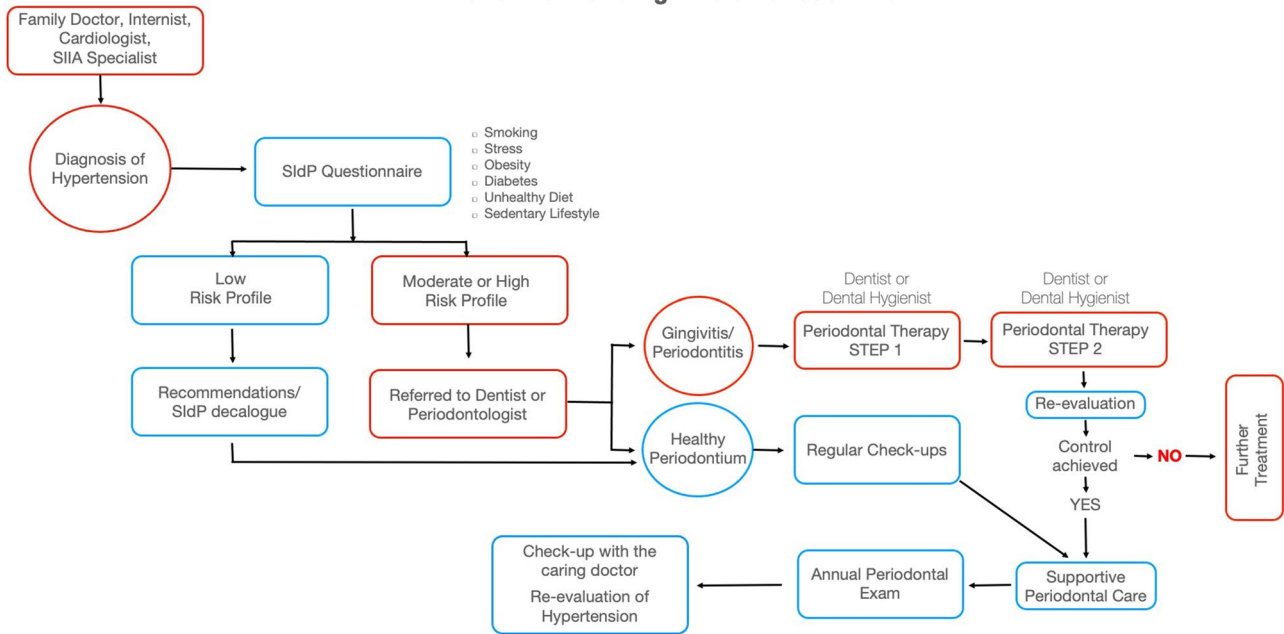 Family Doctor, Internist,
Cardiologist,
SIIA Specialist
Diagnosis of
Hypertension
SIdP Questionnaire
Smoking
Stress
Obesity
Diabetes
Unhealthy Diet
Sedentary Lifestyle
Low
Risk Profile
Moderate or High
Risk Profile
Recommendations/
SIdP decalogue
Referred to Dentist or
Periodontologist
Gingivitis/
Periodontitis
Healthy
Periodontium
Dentist or
Dental Hygienist
Periodontal Therapy
STEP 1
Dentist or
Dental Hygienist
Periodontal Therapy
STEP 2
Regular Check-ups
Re-evaluation
Control
achieved
NO
Further
Treatment
YES
Supportive
Periodontal Care
Annual Periodontal
Exam
Check-up with the
caring doctor
Re-evaluation of
Hypertension